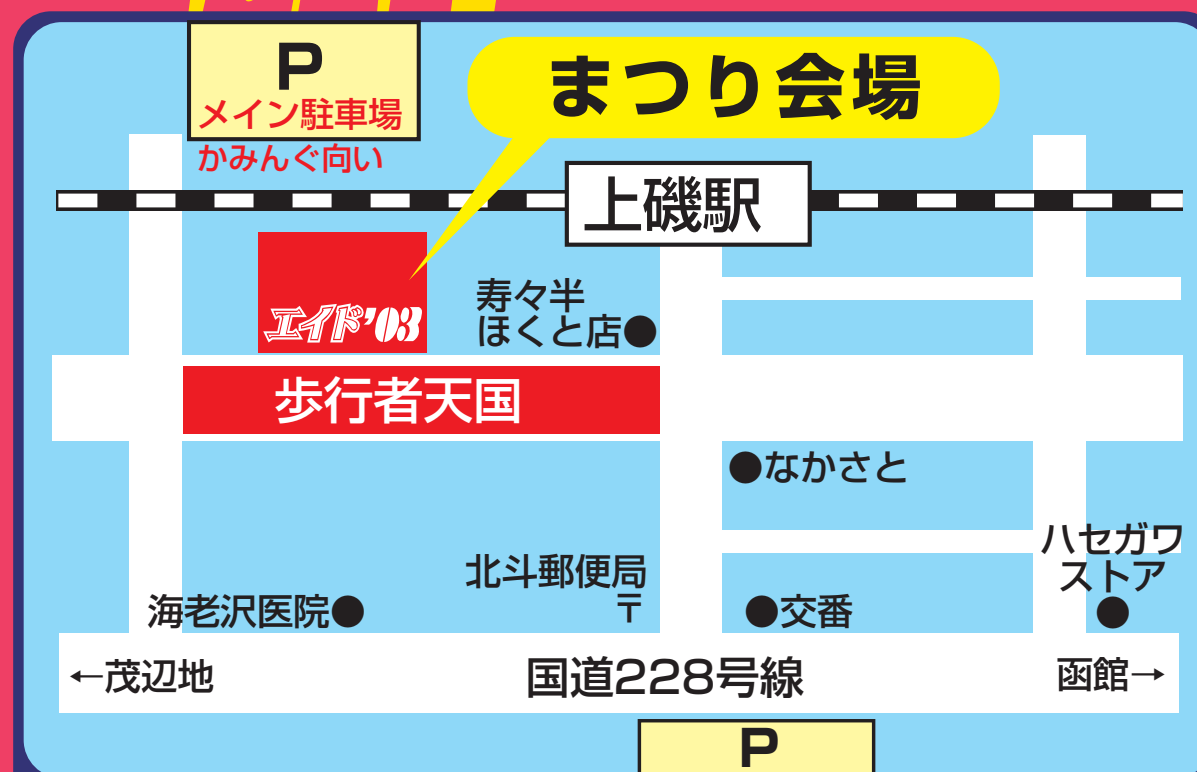 P
メイン駐車場
かみんぐ向い
まつり会場
上磯駅
エイド'03
寿々半
ほくと店●
歩行者天国
●なかさと
ハセガワ
ストア
●
北斗郵便局
〒
海老沢医院●
●交番
←茂辺地
国道228号線
函館→
P